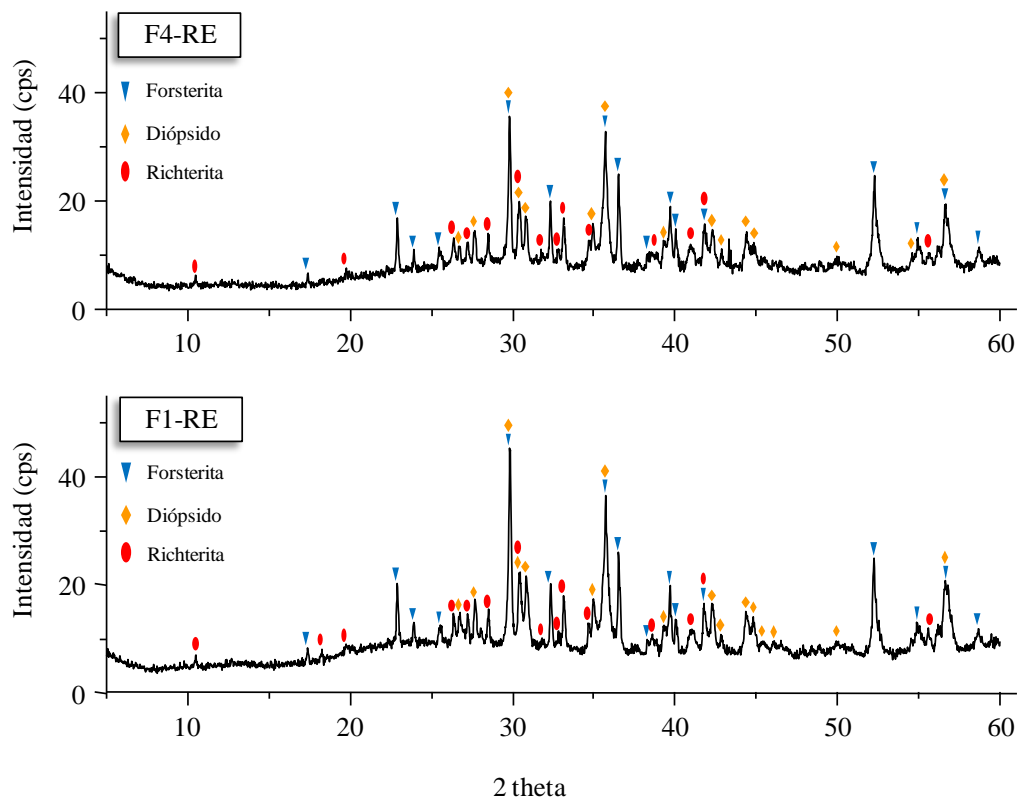 F4-RE
Forsterita
Diópsido
Richterita
Intensidad (cps)
40
20
0
10 20 30 40 50 60
F1-RE
Forsterita
Diópsido
Richterita
Intensidad (cps)
40
20
0
10 20 30 40 50 60
2 theta